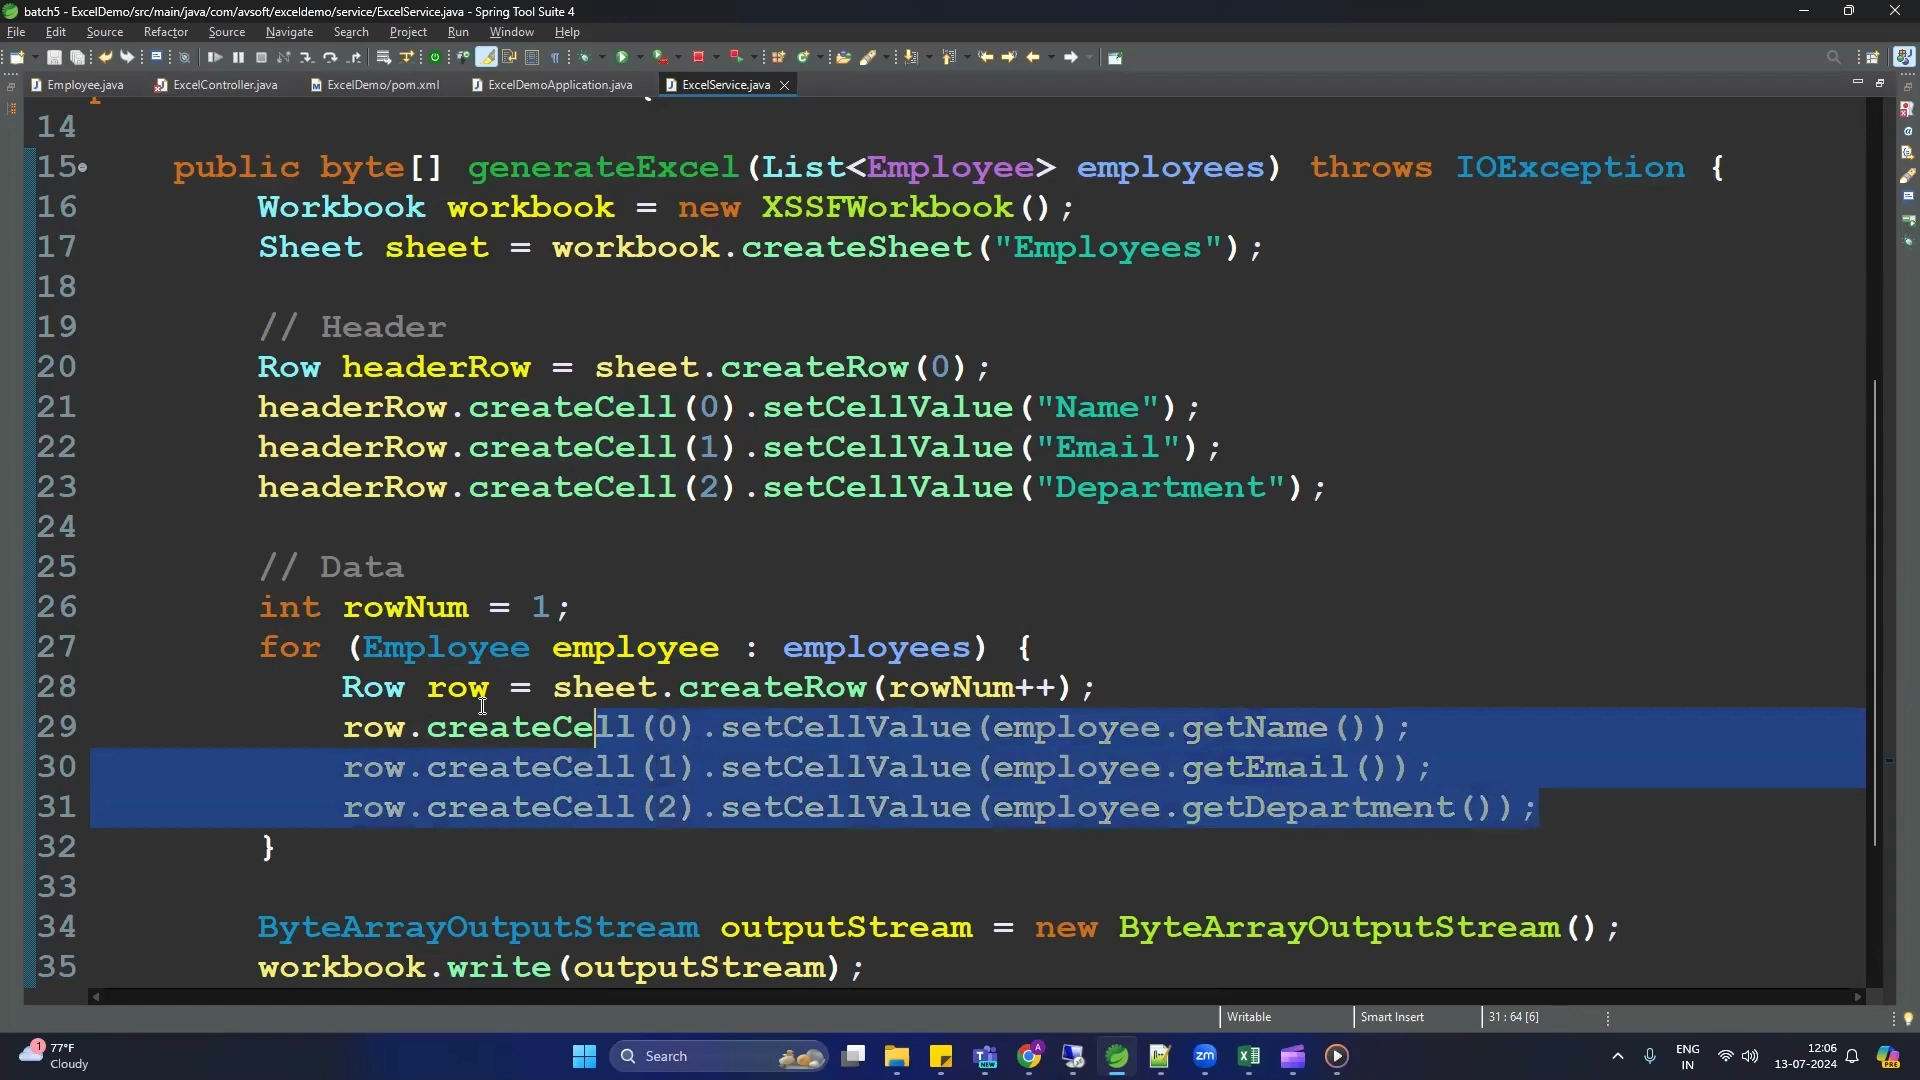 batch5 - ExcelDemo/src/main/java/com/avsoft/exceldemo/service/ExcelService.java - Spring Tool Suite 4
File Edit Source Refactor Source Navigate Search Project Run Window Help
Employee.java ExcelController.java ExcelDemo/pom.xml ExcelDemoApplication.java ExcelService.java
14
15 public byte[] generateExcel(List<Employee> employees) throws IOException {
16 Workbook workbook = new XSSFWorkbook();
17 Sheet sheet = workbook.createSheet("Employees");
18
19 // Header
20 Row headerRow = sheet.createRow(0);
21 headerRow.createCell(0).setCellValue("Name");
22 headerRow.createCell(1).setCellValue("Email");
23 headerRow.createCell(2).setCellValue("Department");
24
25 // Data
26 int rowNum = 1;
27 for (Employee employee : employees) {
28 Row row = sheet.createRow(rowNum++);
29 row.createCell(0).setCellValue(employee.getName());
30 row.createCell(1).setCellValue(employee.getEmail());
31 row.createCell(2).setCellValue(employee.getDepartment());
32 }
33
34 ByteArrayOutputStream outputStream = new ByteArrayOutputStream();
35 workbook.write(outputStream);
Writable Smart Insert 31 : 64 [6]
1
77°F
Cloudy
Search
ENG
IN
12:06
13-07-2024